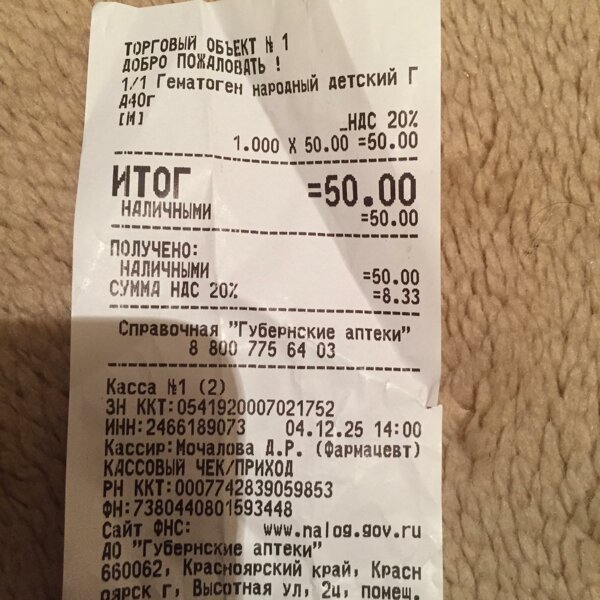 ТОРГОВЫЙ ОБЪЕКТ № 1
ДОБРО ПОЖАЛОВАТЬ !
1/1 Гематоген народный детский Г
Д40г
[М] _НДС 20%
1.000 X 50.00 =50.00
ИТОГ =50.00
НАЛИЧНЫМИ =50.00
ПОЛУЧЕНО:
НАЛИЧНЫМИ =50.00
СУММА НДС 20% =8.33
Справочная "Губернские аптеки"
8 800 775 64 03
Касса №1 (2)
ЗН ККТ:0541920007021752
ИНН:2466189073 04.12.25 14:00
Кассир:Мочалова Д.Р. (Фармацевт)
КАССОВЫЙ ЧЕК/ПРИХОД
РН ККТ:0007742839059853
ФН:7380440801593448
Сайт ФНС: www.nalog.gov.ru
АО "Губернские аптеки"
660062, Красноярский край, Красн
оярск г, Высотная ул, 2ч, помещ.